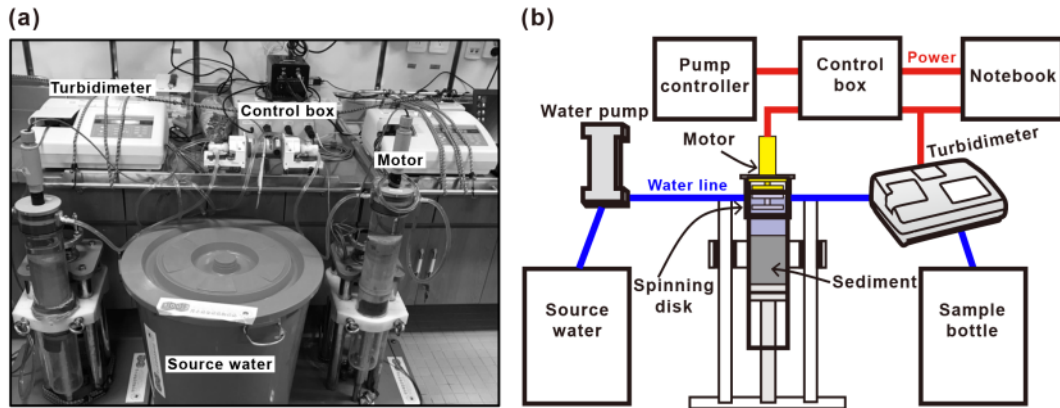 (a)
Turbidimeter
Control box
Motor
Source water
(b)
Pump
controller
Control
box
Power
Notebook
Water pump
Motor
Turbidimeter
Water line
Spinning
disk
Sediment
Source
water
Sample
bottle